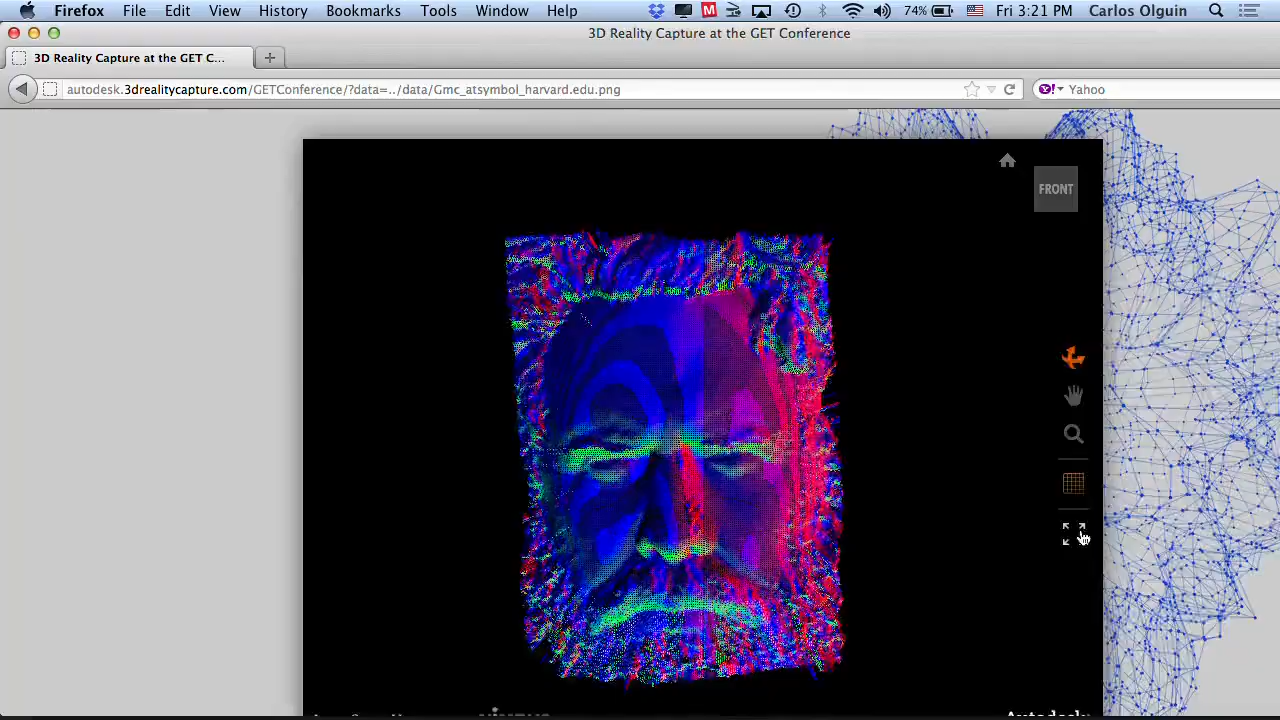 Firefox File Edit View History Bookmarks Tools Window Help 74% Fri 3:21 PM Carlos Olguin
3D Reality Capture at the GET Conference
3D Reality Capture at the GET C...
autodesk.3drealitycapture.com/GETConference/?data=../data/Gmc_atsymbol_harvard.edu.png
Yahoo
FRONT
Autodesk